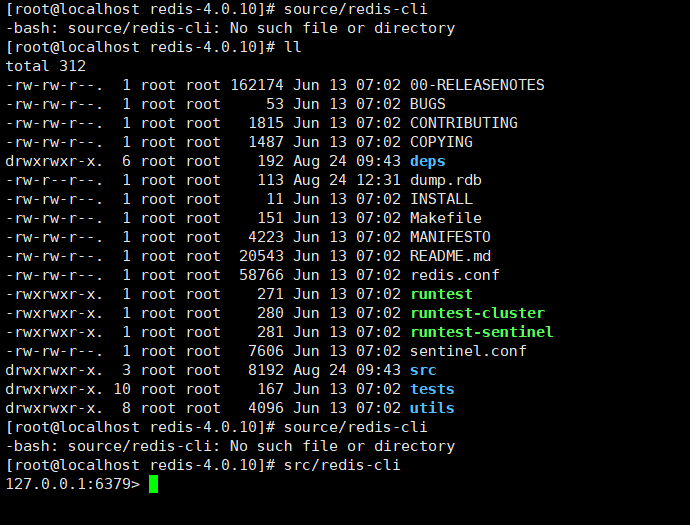 [root@localhost redis-4.0.10]# source/redis-cli
-bash: source/redis-cli: No such file or directory
[root@localhost redis-4.0.10]# ll
total 312
-rw-rw-r--.  1 root root 162174 Jun 13 07:02 00-RELEASENOTES
-rw-rw-r--.  1 root root     53 Jun 13 07:02 BUGS
-rw-rw-r--.  1 root root   1815 Jun 13 07:02 CONTRIBUTING
-rw-rw-r--.  1 root root   1487 Jun 13 07:02 COPYING
drwxrwxr-x.  6 root root    192 Aug 24 09:43 deps
-rw-r--r--.  1 root root    113 Aug 24 12:31 dump.rdb
-rw-rw-r--.  1 root root     11 Jun 13 07:02 INSTALL
-rw-rw-r--.  1 root root    151 Jun 13 07:02 Makefile
-rw-rw-r--.  1 root root   4223 Jun 13 07:02 MANIFESTO
-rw-rw-r--.  1 root root  20543 Jun 13 07:02 README.md
-rw-rw-r--.  1 root root  58766 Jun 13 07:02 redis.conf
-rwxrwxr-x.  1 root root    271 Jun 13 07:02 runtest
-rwxrwxr-x.  1 root root    280 Jun 13 07:02 runtest-cluster
-rwxrwxr-x.  1 root root    281 Jun 13 07:02 runtest-sentinel
-rw-rw-r--.  1 root root   7606 Jun 13 07:02 sentinel.conf
drwxrwxr-x.  3 root root   8192 Aug 24 09:43 src
drwxrwxr-x. 10 root root    167 Jun 13 07:02 tests
drwxrwxr-x.  8 root root   4096 Jun 13 07:02 utils
[root@localhost redis-4.0.10]# source/redis-cli
-bash: source/redis-cli: No such file or directory
[root@localhost redis-4.0.10]# src/redis-cli
127.0.0.1:6379>